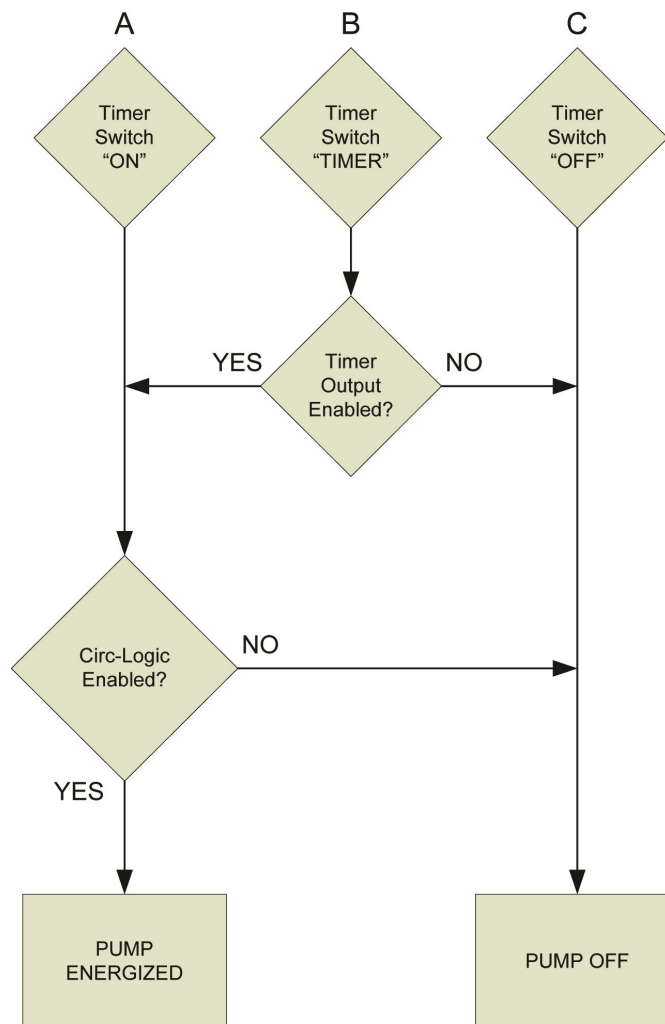 A
B
C
Timer
Switch
“ON”
Timer
Switch
“TIMER”
Timer
Switch
“OFF”
YES
Timer
Output
Enabled?
NO
Circ-Logic
Enabled?
NO
YES
PUMP
ENERGIZED
PUMP OFF